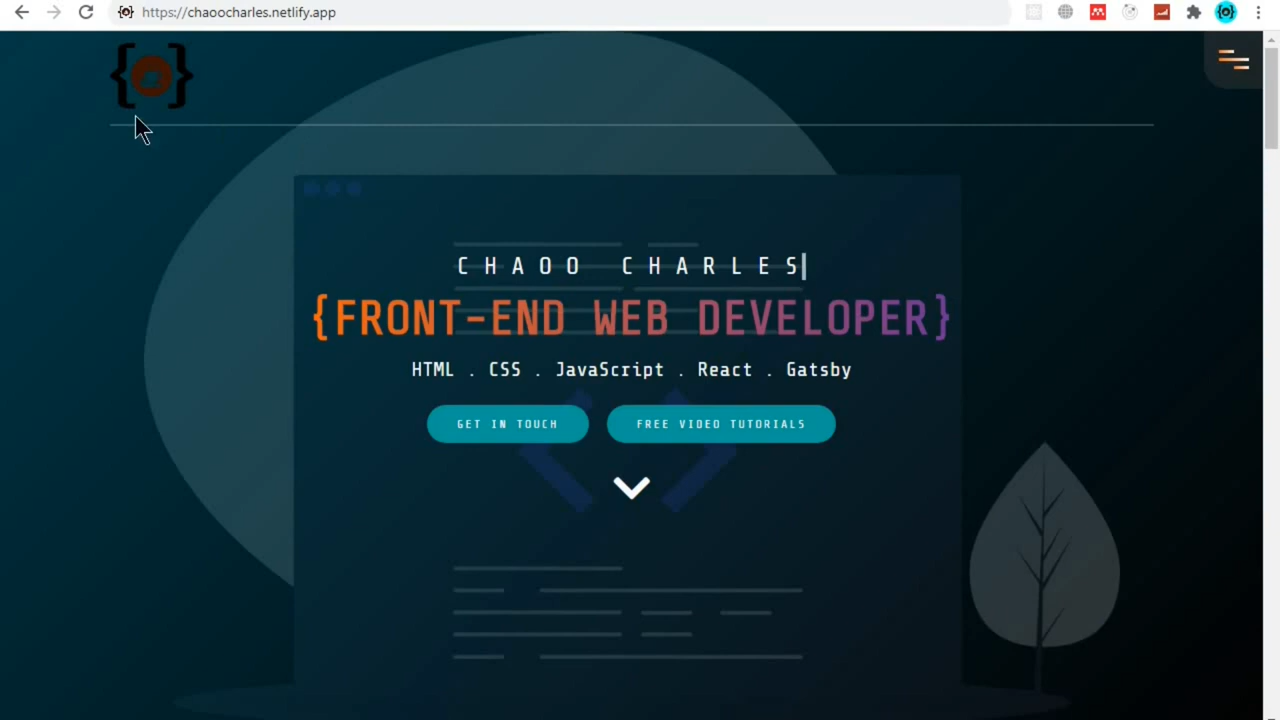 https://chaoocharles.netlify.app
CHAOO CHARLES
{FRONT-END WEB DEVELOPER}
HTML . CSS . JavaScript . React . Gatsby
GET IN TOUCH
FREE VIDEO TUTORIALS